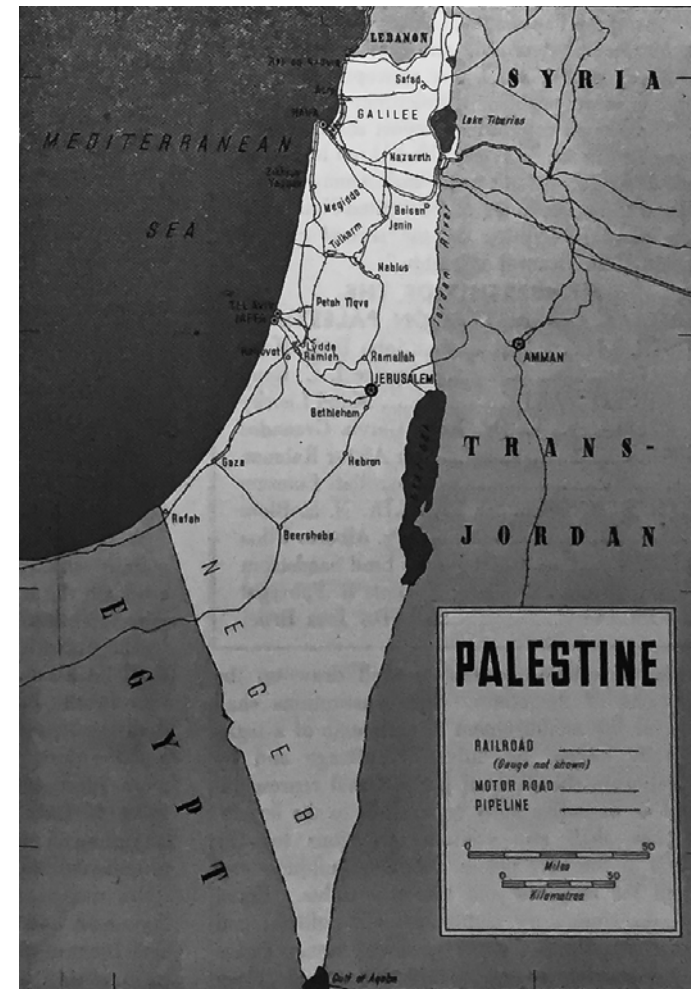 LEBANON
SYRIA
Safad
Acre
Haifa
GALILEE
Lake Tiberias
MEDITERRANEAN
SEA
Nazareth
Megiddo
Beisan
Jenin
Jordan River
Tulkarm
Nablus
TEL AVIV
JAFFA
Petah Tiqva
Lydda
Ramleh
Ramallah
AMMAN
JERUSALEM
Bethlehem
Hebron
TRANS-
JORDAN
Gaza
Rafah
Beersheba
NEGEB
EGYPT
PALESTINE
RAILROAD
(Gauge not shown)
MOTOR ROAD
PIPELINE
0 50
Miles
0 50
Kilometres
Gulf of Aqaba